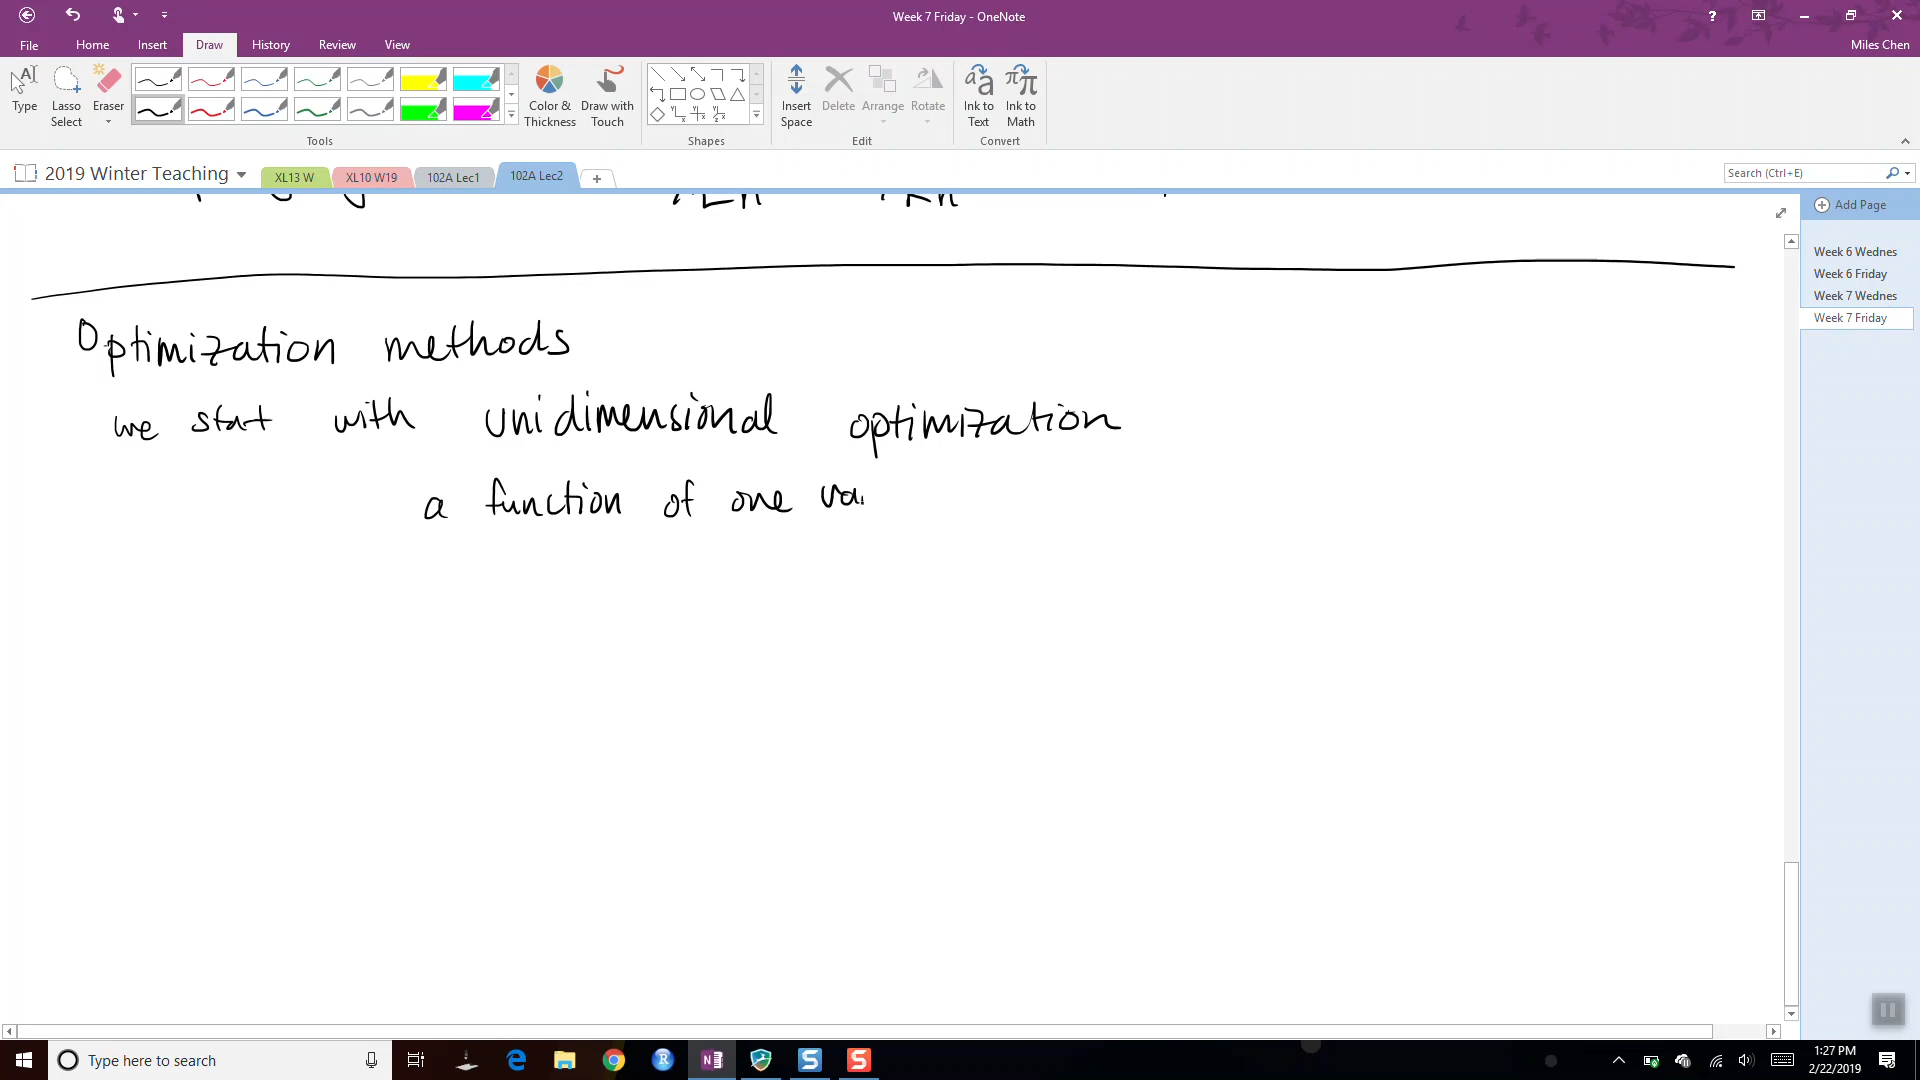 Week 7 Friday - OneNote
File Home Insert Draw History Review View Miles Chen
Type Lasso Select Eraser Color & Thickness Draw with Touch Insert Space Delete Arrange Rotate Ink to Text Ink to Math
Tools Shapes Edit Convert
2019 Winter Teaching XL13 W XL10 W19 102A Lec1 102A Lec2 Search (Ctrl+E)
Add Page
Week 6 Wednes
Week 6 Friday
Week 7 Wednes
Week 7 Friday
Optimization methods
we start with unidimensional optimization
a function of one va
Type here to search
1:27 PM
2/22/2019